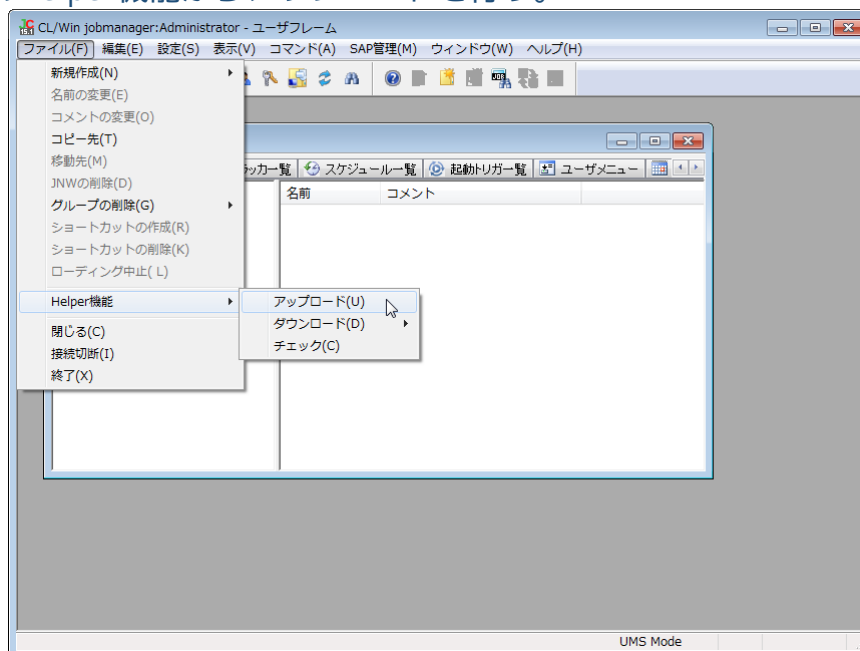 CL/Win jobmanager:Administrator - ユーザフレーム
ファイル(F) 編集(E) 設定(S) 表示(V) コマンド(A) SAP管理(M) ウィンドウ(W) ヘルプ(H)
新規作成(N)
名前の変更(E)
コメントの変更(O)
コピー先(T)
移動先(M)
JNWの削除(D)
グループの削除(G)
ショートカットの作成(R)
ショートカットの削除(K)
ローディング中止( L)
Helper機能
閉じる(C)
接続切断(I)
終了(X)
アップロード(U)
ダウンロード(D)
チェック(C)
スケジュール一覧 起動トリガ一覧 ユーザメニュー
名前 コメント
UMS Mode